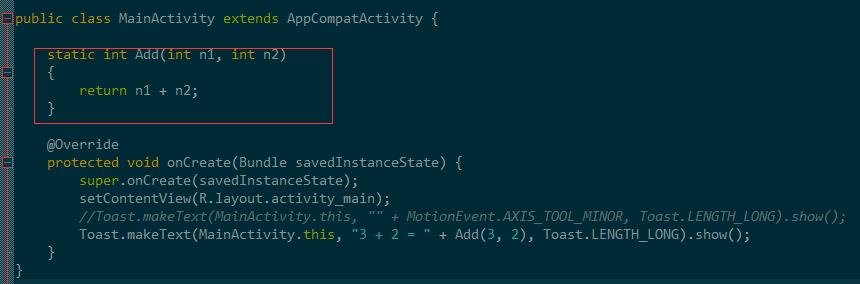 public class MainActivity extends AppCompatActivity {
static int Add(int n1, int n2)
{
return n1 + n2;
}
@Override
protected void onCreate(Bundle savedInstanceState) {
super.onCreate(savedInstanceState);
setContentView(R.layout.activity_main);
//Toast.makeText(MainActivity.this, "" + MotionEvent.AXIS_TOOL_MINOR, Toast.LENGTH_LONG).show();
Toast.makeText(MainActivity.this, "3 + 2 = " + Add(3, 2), Toast.LENGTH_LONG).show();
}
}